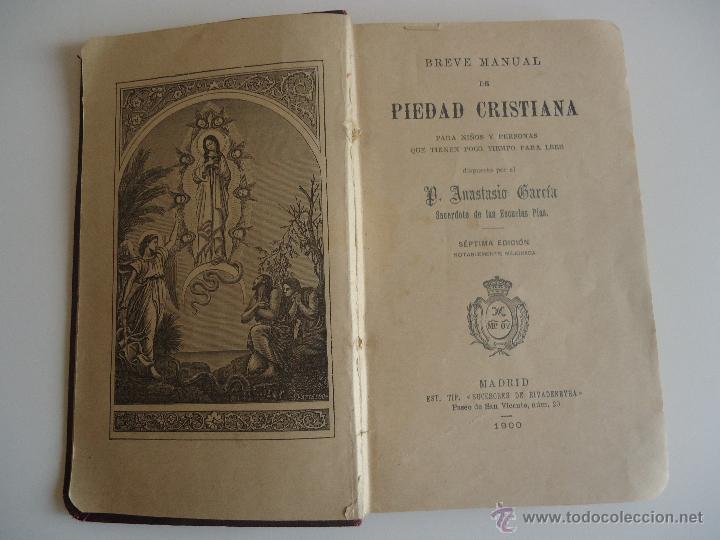 BREVE MANUAL
DE
PIEDAD CRISTIANA
PARA NIÑOS Y PERSONAS
QUE TIENEN POCO TIEMPO PARA LEER
dispuesto por el
P. Anastasio García
Sacerdote de las Escuelas Pías.
SÉPTIMA EDICIÓN
NOTABLEMENTE MEJORADA
MADRID
EST. TIP. «SUCESORES DE RIVADENEYRA»
Paseo de San Vicente, núm. 20
1900
www.todocoleccion.net